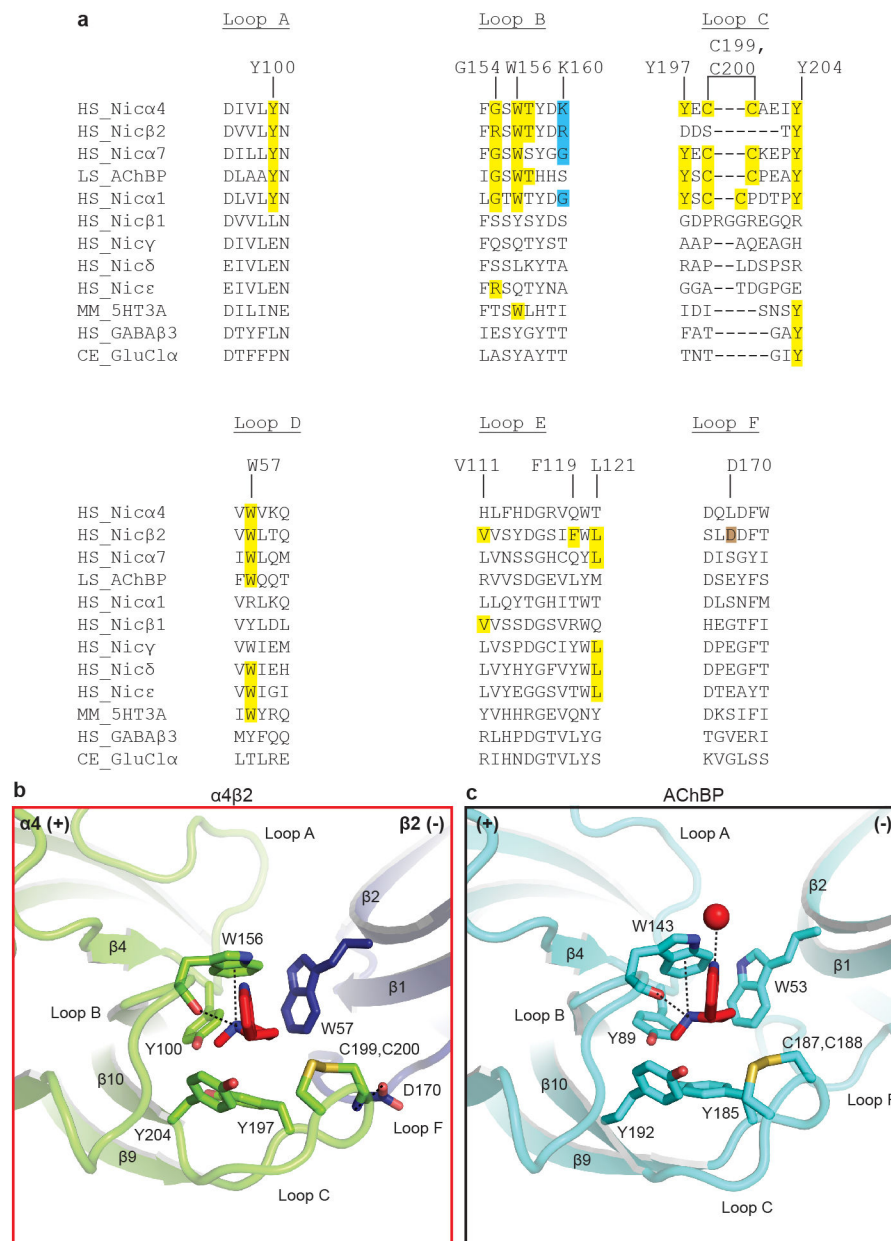 a
Loop A Loop B Loop C
C199,
Y100 G154 W156 K160 Y197 C200 Y204
HS_Nicα4 DIVLYN FGSWTYDK YEC---CAEIY
HS_Nicβ2 DVVLYN FRSWTYDR DDS------TY
HS_Nicα7 DILLYN FGSWSYGG YEC---CKEPY
LS_AChBP DLAAYN IGSWTHHS YSC---CPEAY
HS_Nicα1 DLVLYN LGTWTYDG YSC--CPDTPY
HS_Nicβ1 DVVLLN FSSYSYDS GDPRGGREGQR
HS_Nicγ DIVLEN FQSQTYST AAP--AQEAGH
HS_Nicδ EIVLEN FSSLKYTA RAP--LDSPSR
HS_Nicε EIVLEN FRSQTYNA GGA--TDGPGE
MM_5HT3A DILINE FTSWLHTI IDI----SNSY
HS_GABAβ3 DTYFLN IESYGYTT FAT-----GAY
CE_GluClα DTFFPN LASYAYTT TNT-----GIY
Loop D Loop E Loop F
W57 V111 F119 L121 D170
HS_Nicα4 VWVKQ HLFHDGRVQWT DQLDFW
HS_Nicβ2 VWLTQ VVSYDGSIFWL SLDDFT
HS_Nicα7 IWLQM LVNSSGHCQYL DISGYI
LS_AChBP FWQQT RVVSDGEVLYM DSEYFS
HS_Nicα1 VRLKQ LLQYTGHITWT DLSNFM
HS_Nicβ1 VYLDL VVSSDGSVRWQ HEGTFI
HS_Nicγ VWIEM LVSPDGCIYWL DPEGFT
HS_Nicδ VWIEH LVYHYGFVYWL DPEGFT
HS_Nicε VWIGI LVYEGGSVTWL DTEAYT
MM_5HT3A IWYRQ YVHHRGEVQNY DKSIFI
HS_GABAβ3 MYFQQ RLHPDGTVLYG TGVERI
CE_GluClα LTLRE RIHNDGTVLYS KVGLSS
b α4β2
α4 (+) β2 (-)
Loop A
β2
W156
β4
β1
Loop B
W57
Y100
C199,C200
β10
D170
Y204 Y197 Loop F
β9
Loop C
c AChBP
(+) (-)
Loop A
β2
W143
β4
W53 β1
Loop B
Y89
C187,C188
β10
Y185 Loop F
Y192
β9
Loop C